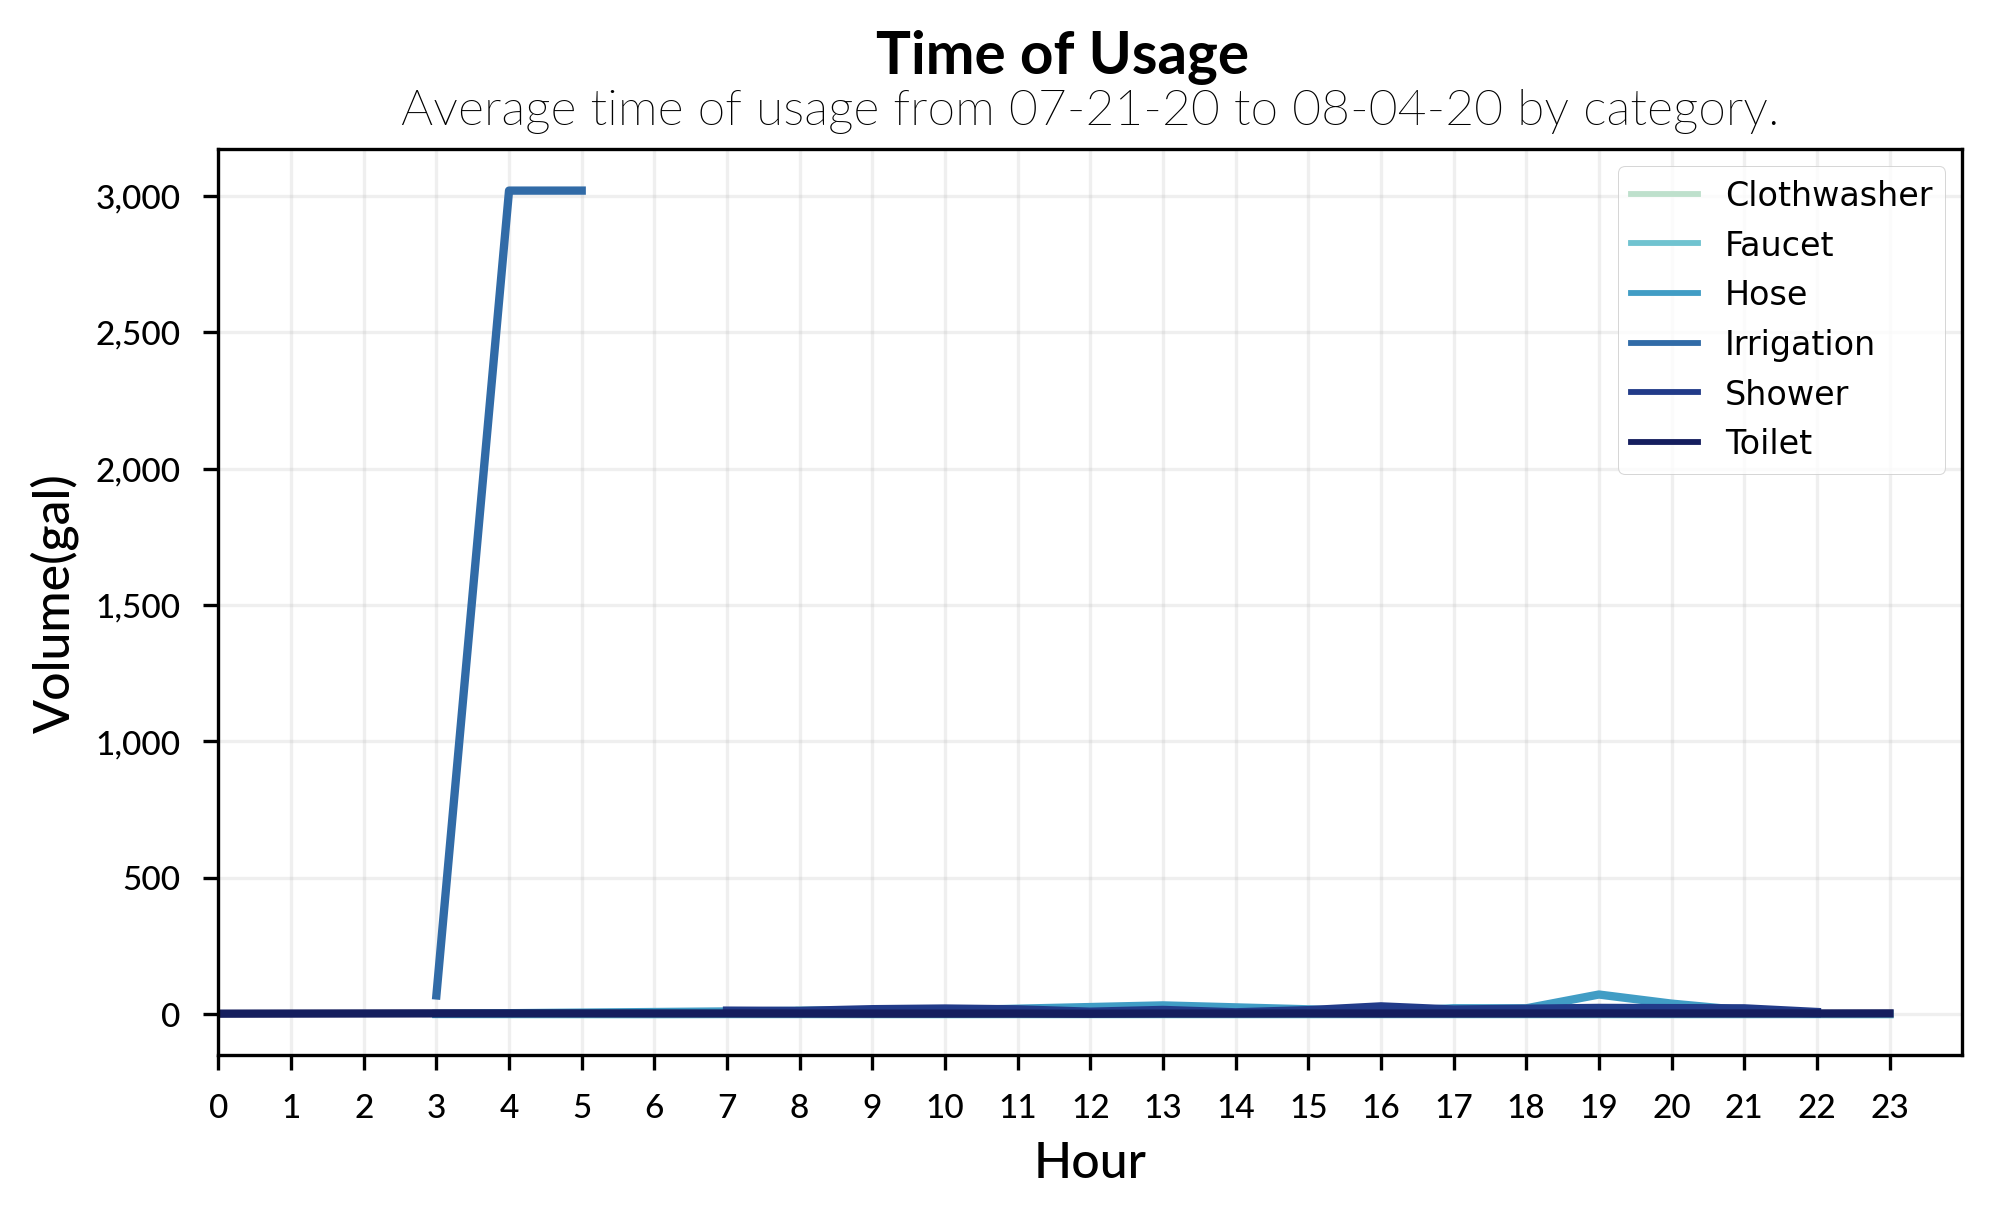 Time of Usage
Average time of usage from 07-21-20 to 08-04-20 by category.
3,000
2,500
2,000
1,500
1,000
500
0
Volume(gal)
Clothwasher
Faucet
Hose
Irrigation
Shower
Toilet
0 1 2 3 4 5 6 7 8 9 10 11 12 13 14 15 16 17 18 19 20 21 22 23
Hour